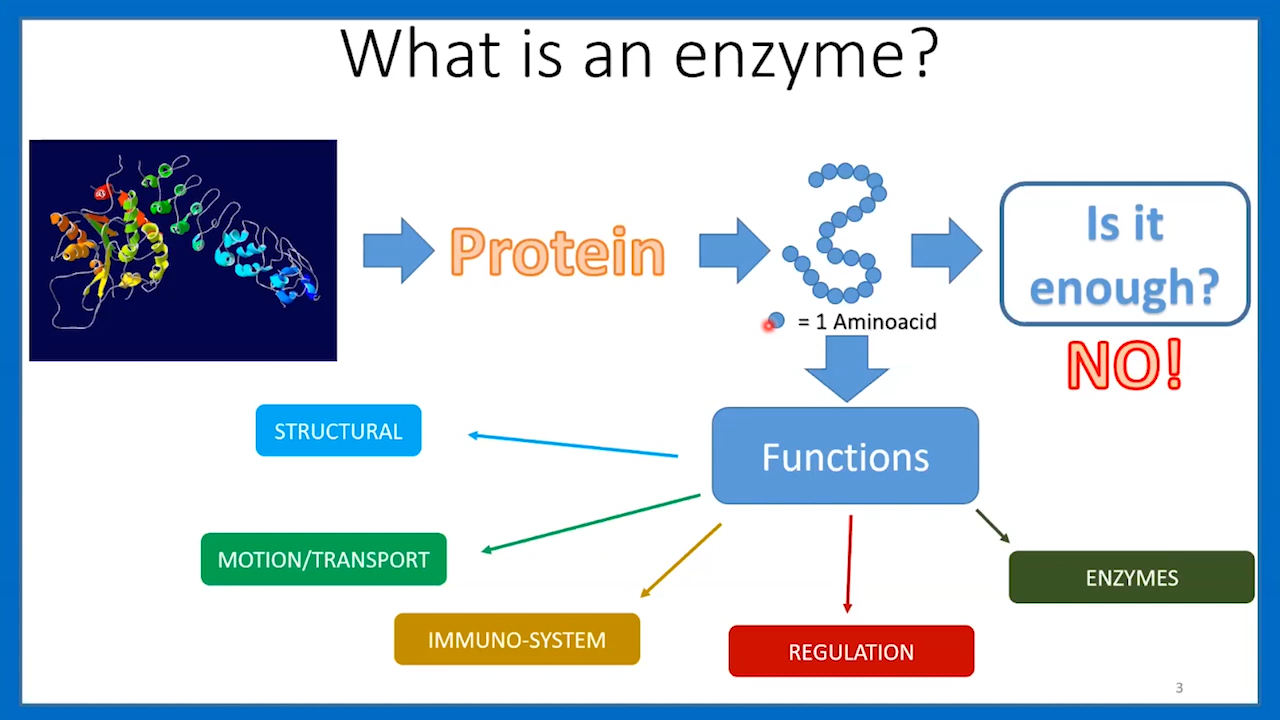 What is an enzyme?
Protein
= 1 Aminoacid
Is it
enough?
NO!
Functions
STRUCTURAL
MOTION/TRANSPORT
IMMUNO-SYSTEM
REGULATION
ENZYMES
3